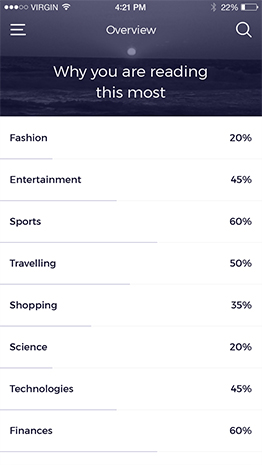 VIRGIN 4:21 PM 22%
Overview
Why you are reading
this most
Fashion 20%
Entertainment 45%
Sports 60%
Travelling 50%
Shopping 35%
Science 20%
Technologies 45%
Finances 60%